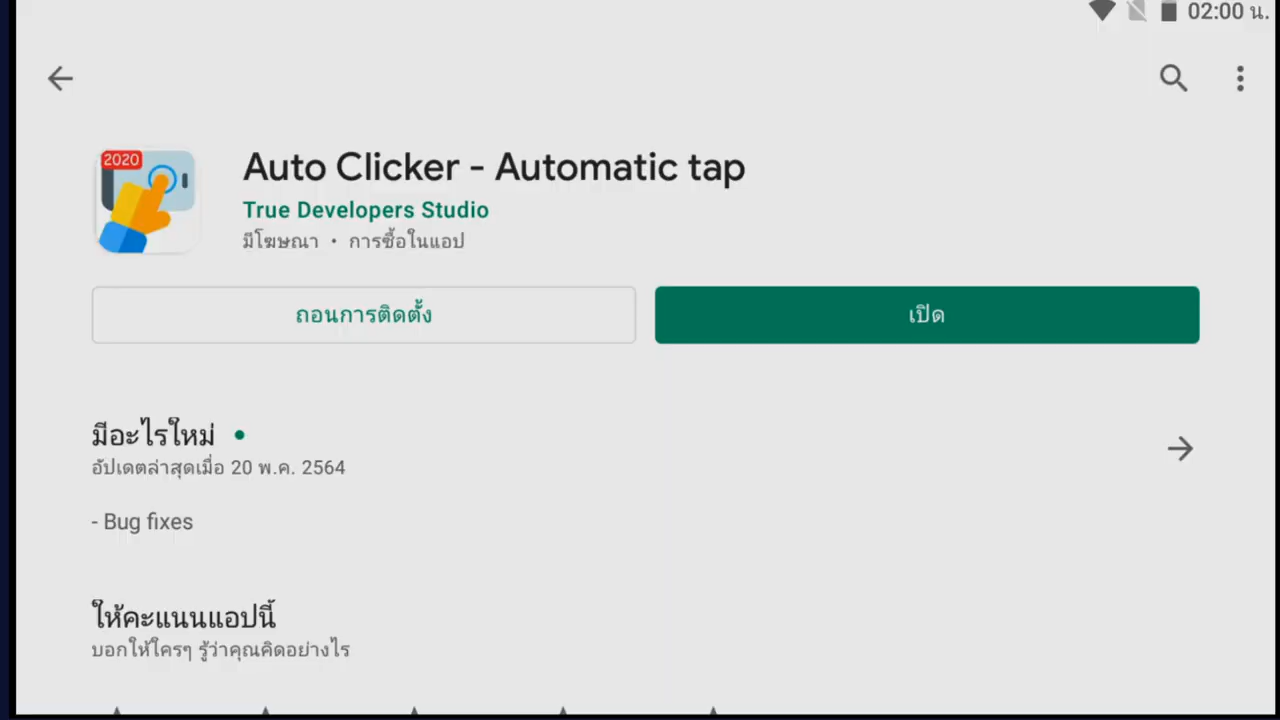 02:00 น.
2020
Auto Clicker - Automatic tap
True Developers Studio
มีโฆษณา • การซื้อในแอป
ถอนการติดตั้ง
เปิด
มีอะไรใหม่ •
อัปเดตล่าสุดเมื่อ 20 พ.ค. 2564
- Bug fixes
ให้คะแนนแอปนี้
บอกให้ใครๆ รู้ว่าคุณคิดอย่างไร